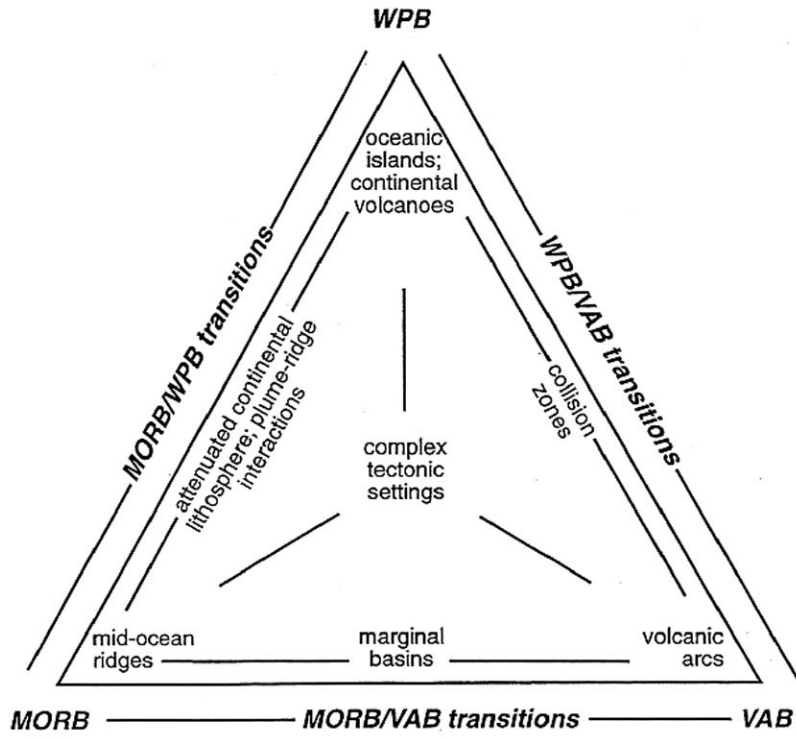 WPB
oceanic
islands;
continental
volcanoes
MORB/WPB transitions
WPB/VAB transitions
attenuated continental
lithosphere; plume-ridge
interactions
collision
zones
complex
tectonic
settings
mid-ocean
ridges
marginal
basins
volcanic
arcs
MORB
MORB/VAB transitions
VAB